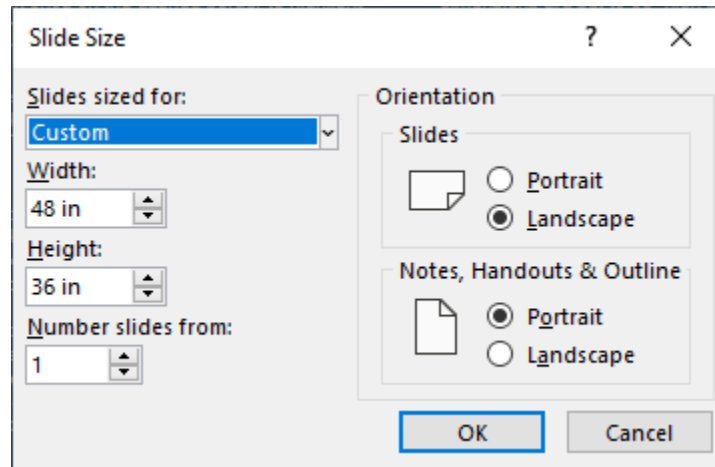 Slide Size
?
Slides sized for:
Custom
Width:
48 in
Height:
36 in
Number slides from:
1
Orientation
Slides
Portrait
Landscape
Notes, Handouts & Outline
Portrait
Landscape
OK
Cancel